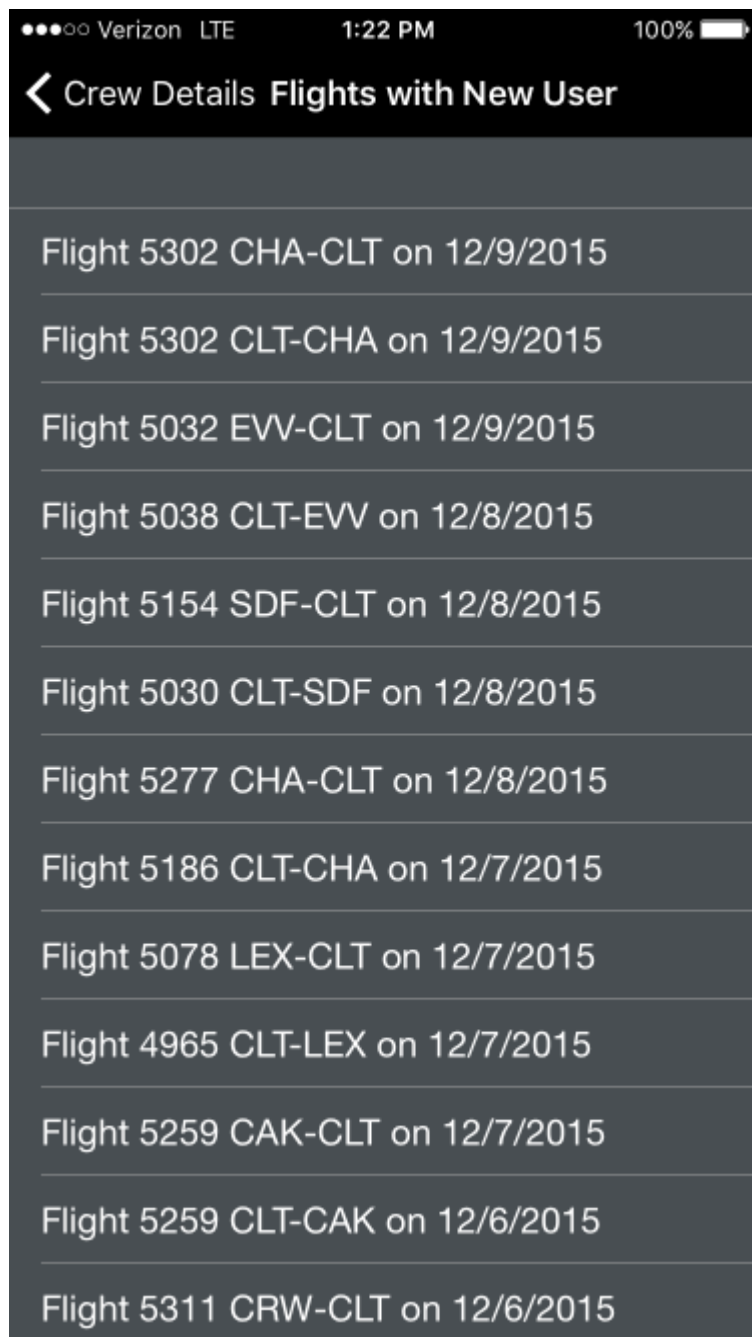 Verizon LTE 1:22 PM 100%
Crew Details Flights with New User
Flight 5302 CHA-CLT on 12/9/2015
Flight 5302 CLT-CHA on 12/9/2015
Flight 5032 EVV-CLT on 12/9/2015
Flight 5038 CLT-EVV on 12/8/2015
Flight 5154 SDF-CLT on 12/8/2015
Flight 5030 CLT-SDF on 12/8/2015
Flight 5277 CHA-CLT on 12/8/2015
Flight 5186 CLT-CHA on 12/7/2015
Flight 5078 LEX-CLT on 12/7/2015
Flight 4965 CLT-LEX on 12/7/2015
Flight 5259 CAK-CLT on 12/7/2015
Flight 5259 CLT-CAK on 12/6/2015
Flight 5311 CRW-CLT on 12/6/2015